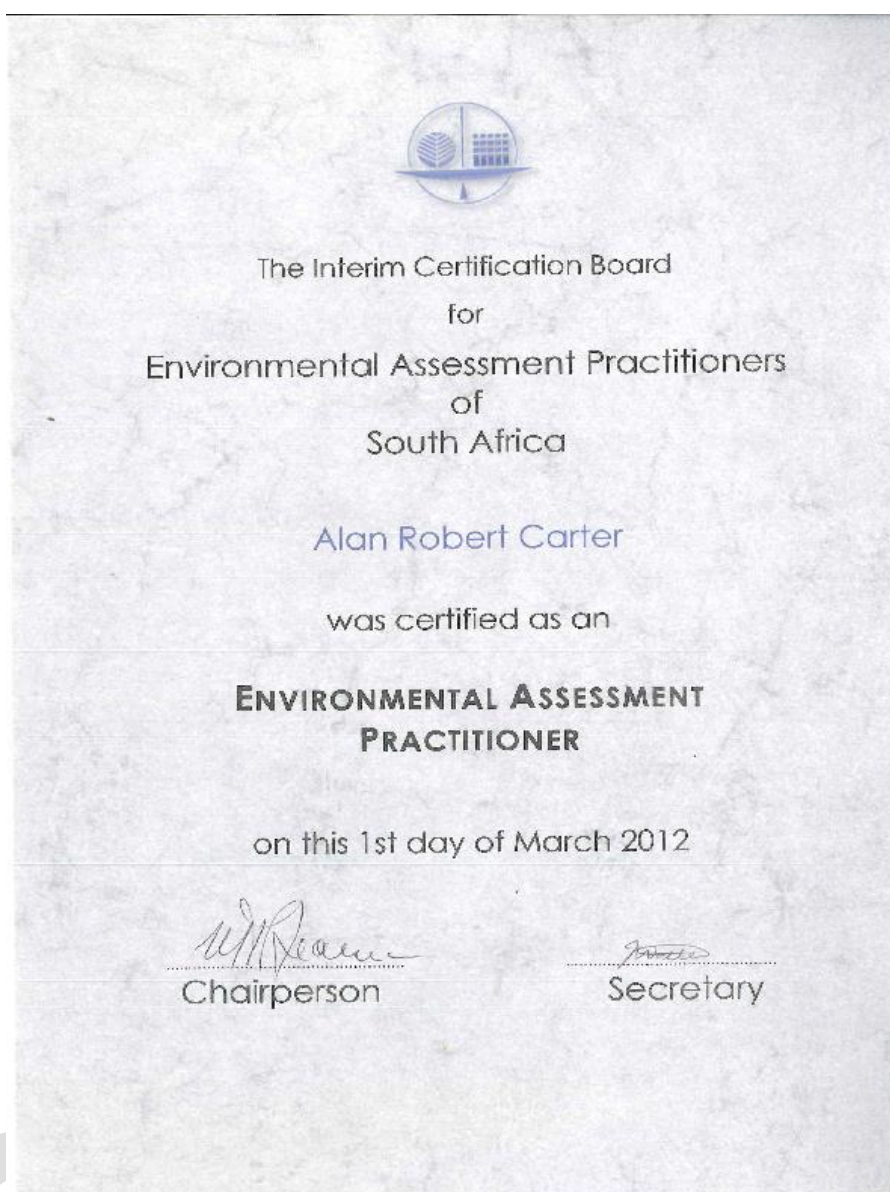 The Interim Certification Board
for
Environmental Assessment Practitioners
of
South Africa
Alan Robert Carter
was certified as an
ENVIRONMENTAL ASSESSMENT
PRACTITIONER
on this 1st day of March 2012
Chairperson
Secretary